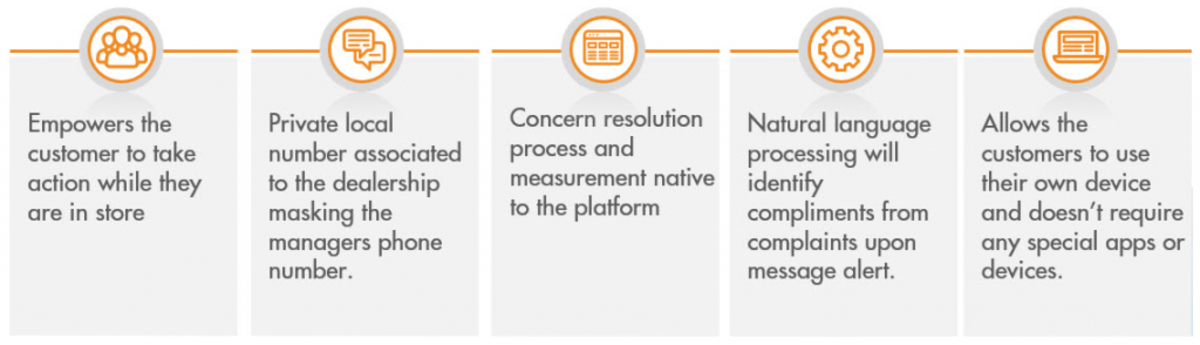 Empowers the
customer to take
action while they
are in store
Private local
number associated
to the dealership
masking the
managers phone
number.
Concern resolution
process and
measurement native
to the platform
Natural language
processing will
identify
compliments from
complaints upon
message alert.
Allows the
customers to use
their own device
and doesn’t require
any special apps or
devices.